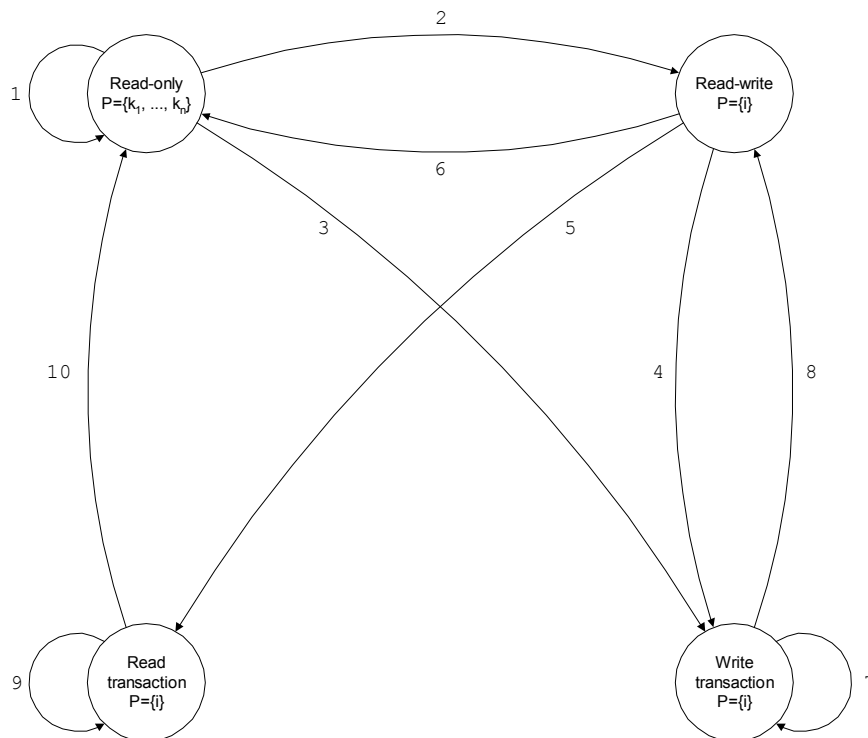 2
Read-only
P={k1, ..., kn}
Read-write
P={i}
1
6
3
5
10
4
8
Read
transaction
P={i}
Write
transaction
P={i}
9